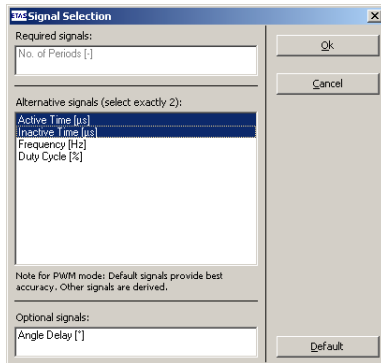 ETAS Signal Selection
Required signals:
No. of Periods [-]
Ok
Cancel
Alternative signals (select exactly 2):
Active Time [µs]
Inactive Time [µs]
Frequency [Hz]
Duty Cycle [%]
Note for PWM mode: Default signals provide best
accuracy. Other signals are derived.
Optional signals:
Angle Delay [°]
Default